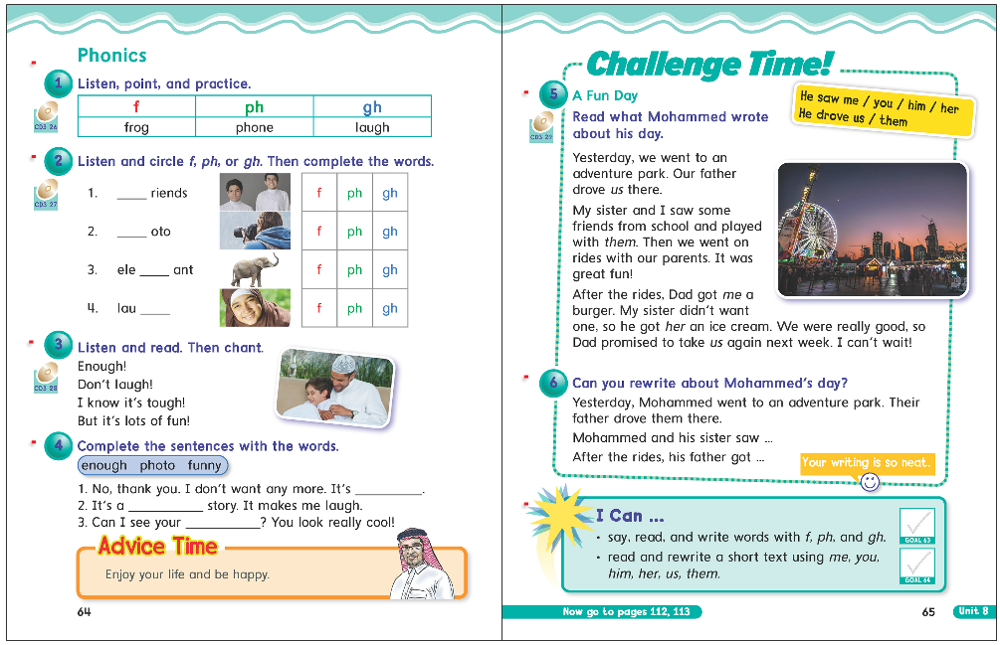 Phonics
1 Listen, point, and practice.
CD3 26
f ph gh
frog phone laugh
2 Listen and circle f, ph, or gh. Then complete the words.
CD3 27
1. ____ riends f ph gh
2. ____ oto f ph gh
3. ele ____ ant f ph gh
4. lau ____ f ph gh
3 Listen and read. Then chant.
CD3 28
Enough!
Don't laugh!
I know it's tough!
But it's lots of fun!
4 Complete the sentences with the words.
enough photo funny
1. No, thank you. I don't want any more. It's _________.
2. It's a __________ story. It makes me laugh.
3. Can I see your __________? You look really cool!
Advice Time
Enjoy your life and be happy.
64
Challenge Time!
5 A Fun Day
CD3 29
Read what Mohammed wrote
about his day.
He saw me / you / him / her
He drove us / them
Yesterday, we went to an
adventure park. Our father
drove us there.
My sister and I saw some
friends from school and played
with them. Then we went on
rides with our parents. It was
great fun!
After the rides, Dad got me a
burger. My sister didn't want
one, so he got her an ice cream. We were really good, so
Dad promised to take us again next week. I can't wait!
6 Can you rewrite about Mohammed's day?
Yesterday, Mohammed went to an adventure park. Their
father drove them there.
Mohammed and his sister saw ...
After the rides, his father got ...
Your writing is so neat.
I Can ...
• say, read, and write words with f, ph, and gh.
GOAL 63
• read and rewrite a short text using me, you,
him, her, us, them.
GOAL 64
Now go to pages 112, 113
65 Unit 8